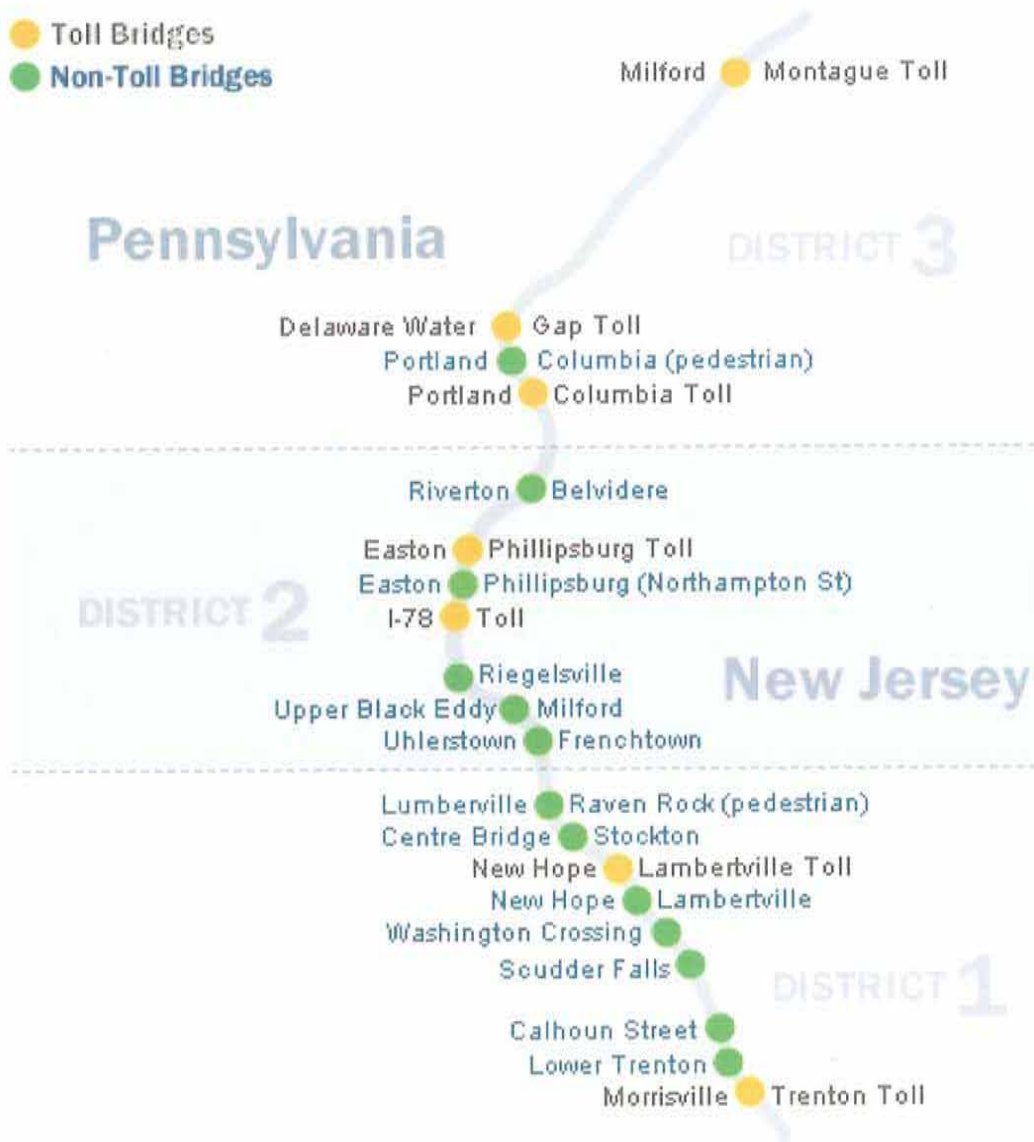 Toll Bridges
Non-Toll Bridges
Milford Montague Toll
Pennsylvania
DISTRICT 3
Delaware Water Gap Toll
Portland Columbia (pedestrian)
Portland Columbia Toll
Riverton Belvidere
Easton Phillipsburg Toll
Easton Phillipsburg (Northampton St)
DISTRICT 2
I-78 Toll
Riegelsville
New Jersey
Upper Black Eddy Milford
Uhlerstown Frenchtown
Lumberville Raven Rock (pedestrian)
Centre Bridge Stockton
New Hope Lambertville Toll
New Hope Lambertville
Washington Crossing
Scudder Falls
DISTRICT 1
Calhoun Street
Lower Trenton
Morrisville Trenton Toll